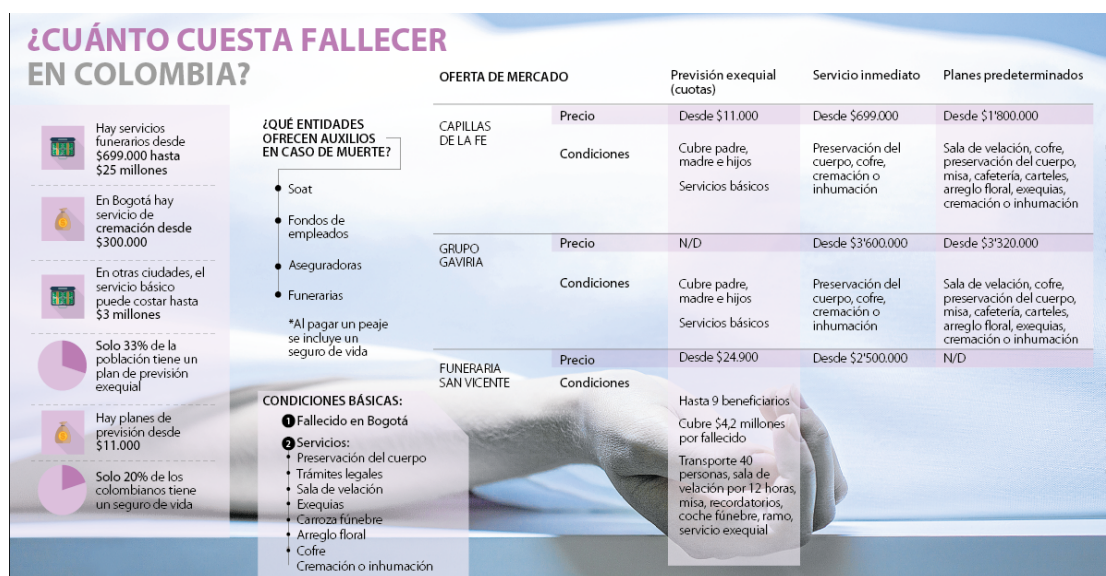 ¿CUÁNTO CUESTA FALLECER
EN COLOMBIA?
Hay servicios
funerarios desde
$699.000 hasta
$25 millones
En Bogotá hay
servicio de
cremación desde
$300.000
En otras ciudades, el
servicio básico
puede costar hasta
$3 millones
Solo 33% de la
población tiene un
plan de previsión
exequial
Hay planes de
previsión desde
$11.000
Solo 20% de los
colombianos tiene
un seguro de vida
¿QUÉ ENTIDADES
OFRECEN AUXILIOS
EN CASO DE MUERTE?
Soat
Fondos de
empleados
Aseguradoras
Funerarias
*Al pagar un peaje
se incluye un
seguro de vida
CONDICIONES BÁSICAS:
1 Fallecido en Bogotá
2 Servicios:
• Preservación del cuerpo
• Trámites legales
• Sala de velación
• Exequias
• Carroza fúnebre
• Arreglo floral
• Cofre
Cremación o inhumación
OFERTA DE MERCADO
Previsión exequial
(cuotas)
Servicio inmediato
Planes predeterminados
CAPILLAS
DE LA FE
Precio
Desde $11.000
Desde $699.000
Desde $1'800.000
Condiciones
Cubre padre,
madre e hijos
Servicios básicos
Preservación del
cuerpo, cofre,
cremación o
inhumación
Sala de velación, cofre,
preservación del cuerpo,
misa, cafetería, carteles,
arreglo floral, exequias,
cremación o inhumación
GRUPO
GAVIRIA
Precio
N/D
Desde $3'600.000
Desde $3'320.000
Condiciones
Cubre padre,
madre e hijos
Servicios básicos
Preservación del
cuerpo, cofre,
cremación o
inhumación
Sala de velación, cofre,
preservación del cuerpo,
misa, cafetería, carteles,
arreglo floral, exequias,
cremación o inhumación
FUNERARIA
SAN VICENTE
Precio
Desde $24.900
Desde $2'500.000
N/D
Condiciones
Hasta 9 beneficiarios
Cubre $4,2 millones
por fallecido
Transporte 40
personas, sala de
velación por 12 horas,
misa, recordatorios,
coche fúnebre, ramo,
servicio exequial